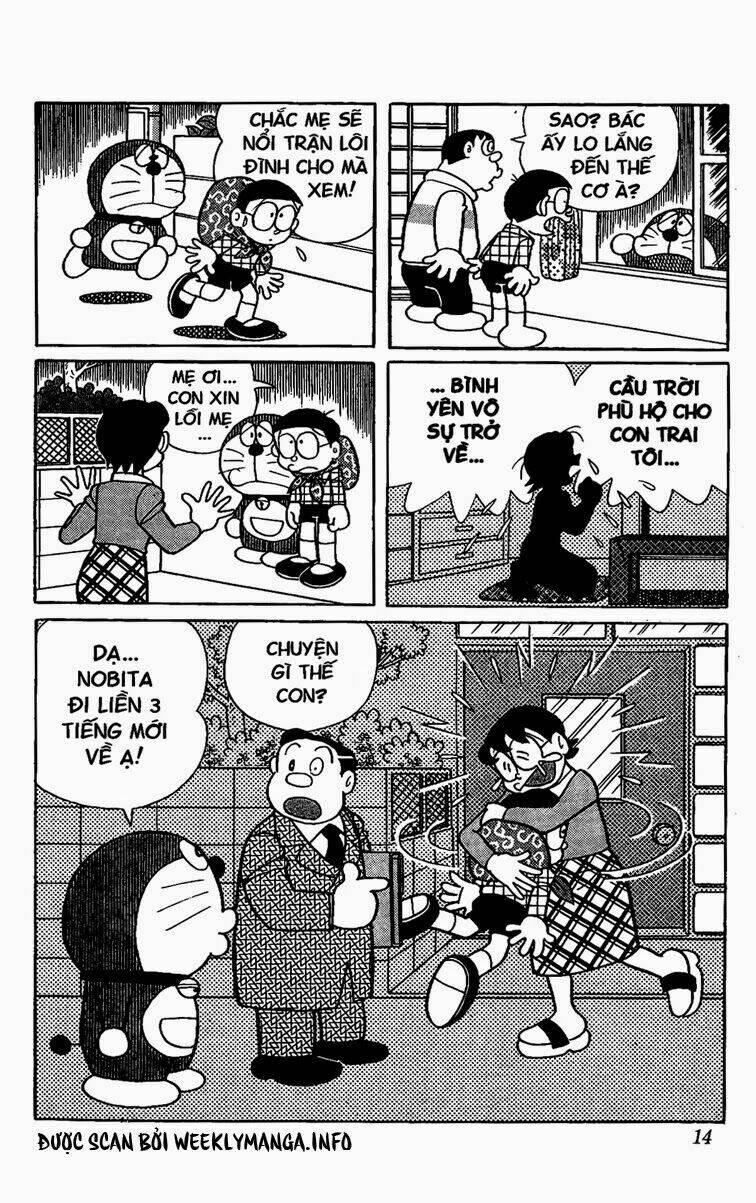 CHẮC MẸ SẼ
NỔI TRẬN LÔI
ĐÌNH CHO MÀ
XEM!
SAO? BÁC
ẤY LO LẮNG
ĐẾN THẾ
CƠ À?
MẸ ƠI...
CON XIN
LỖI MẸ
...
CẦU TRỜI
PHÙ HỘ CHO
CON TRAI
TÔI...
... BÌNH
YÊN VÔ
SỰ TRỞ
VỀ...
DẠ...
NOBITA
ĐI LIỀN 3
TIẾNG MỚI
VỀ Ạ!
CHUYỆN
GÌ THẾ
CON?
ĐƯỢC SCAN BỞI WEEKLYMANGA.INFO
14